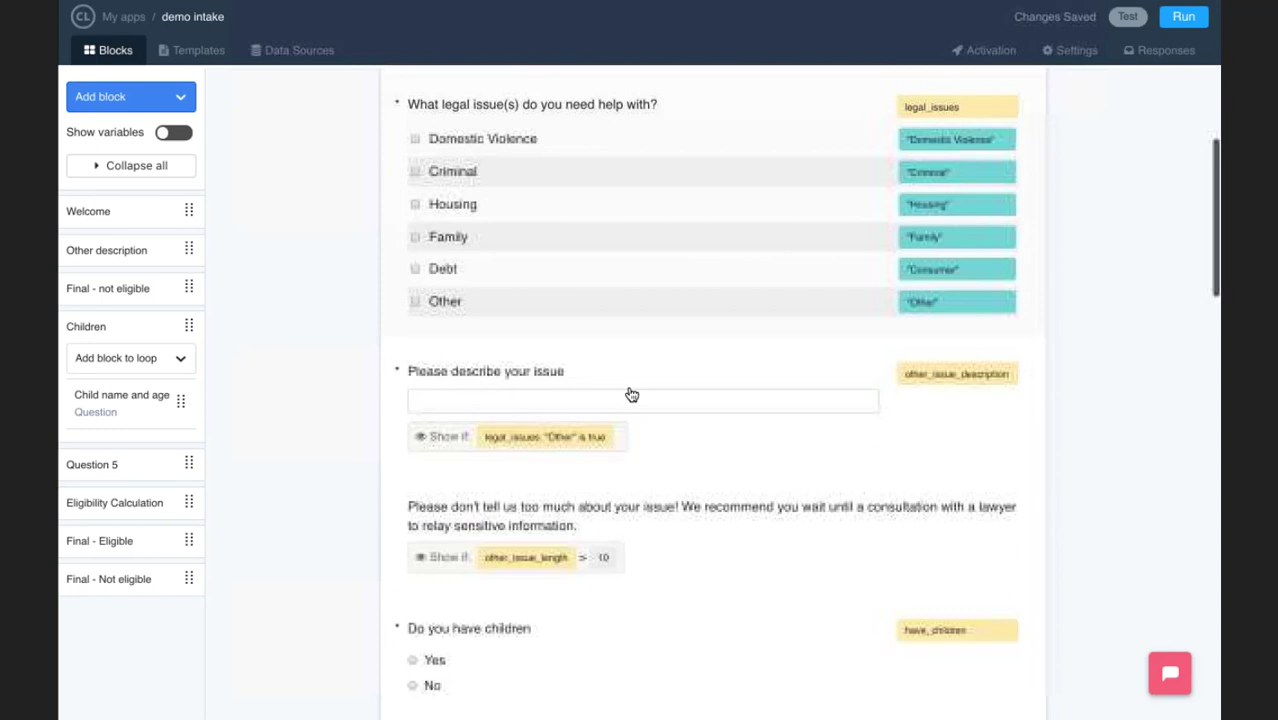 CL My apps / demo intake Changes Saved Test Run
Blocks Templates Data Sources Activation Settings Responses
Add block
Show variables
Collapse all
Welcome
Other description
Final - not eligible
Children
Add block to loop
Child name and age
Question
Question 5
Eligibility Calculation
Final - Eligible
Final - Not eligible
* What legal issue(s) do you need help with? legal_issues
Domestic Violence "Domestic Violence"
Criminal "Criminal"
Housing "Housing"
Family "Family"
Debt "Consumer"
Other "Other"
* Please describe your issue other_issue_description
Show if: legal_issues: "Other" is true
Please don't tell us too much about your issue! We recommend you wait until a consultation with a lawyer
to relay sensitive information.
Show if: other_issue_length > 10
* Do you have children have_children
Yes
No